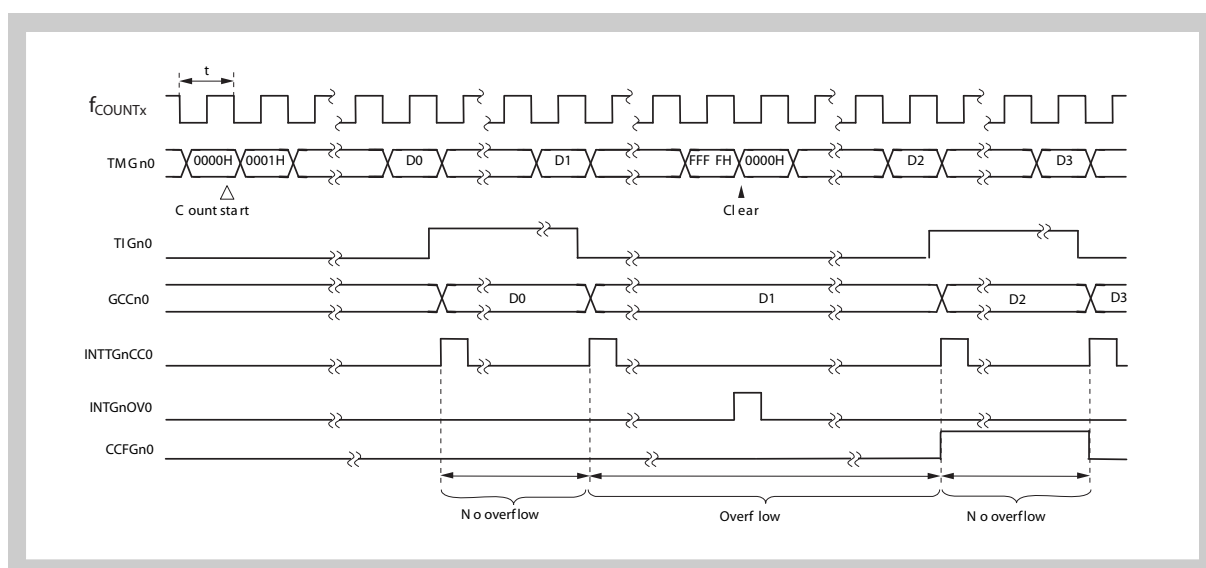 t
fCOUNTx
TMGn0 0000H 0001H D0 D1 FFFFH 0000H D2 D3
Count start Clear
TIGn0
GCCn0 D0 D1 D2 D3
INTTGnCC0
INTGnOV0
CCFGn0
No overflow Overflow No overflow